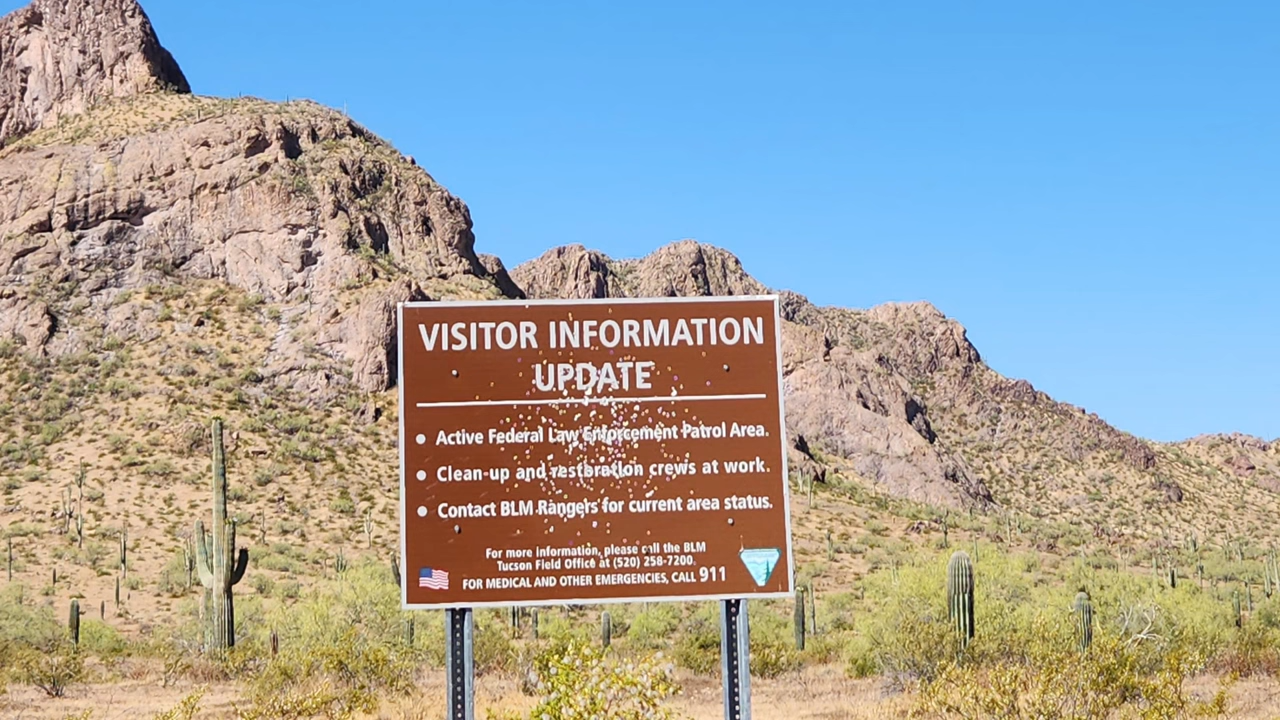 VISITOR INFORMATION
UPDATE
• Active Federal Law Enforcement Patrol Area.
• Clean-up and restoration crews at work.
• Contact BLM Rangers for current area status.
For more information, please call the BLM
Tucson Field Office at (520) 258-7200.
FOR MEDICAL AND OTHER EMERGENCIES, CALL 911